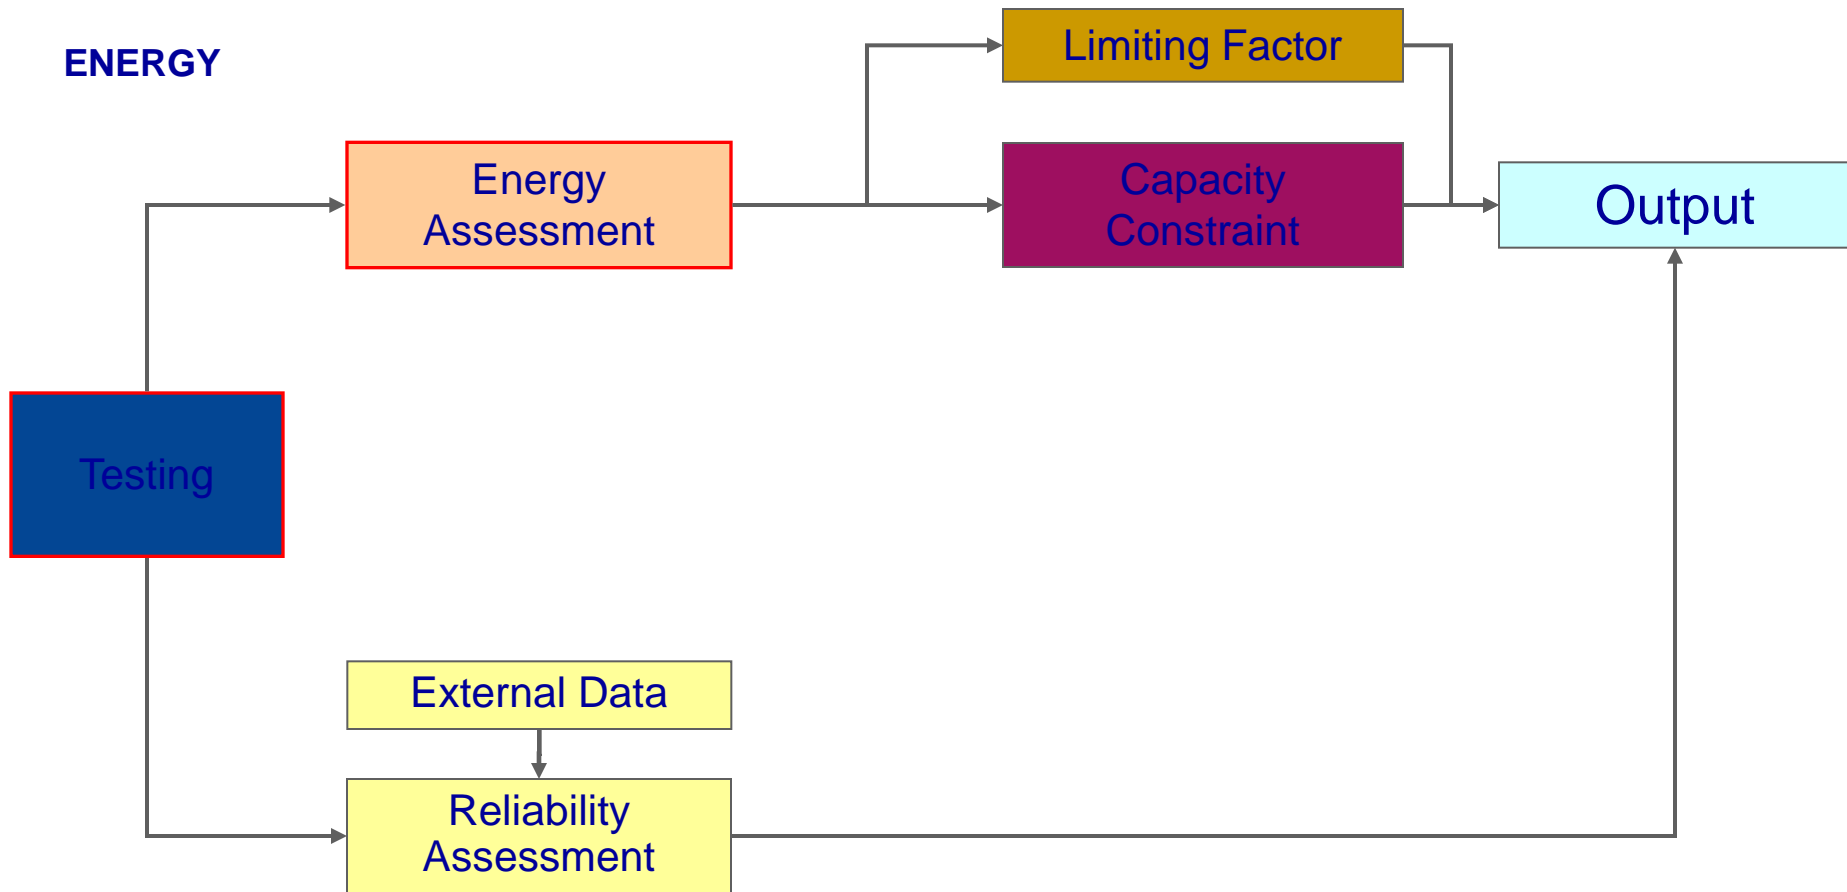 ENERGY
Limiting Factor
Energy
Assessment
Capacity
Constraint
Output
Testing
External Data
Reliability
Assessment